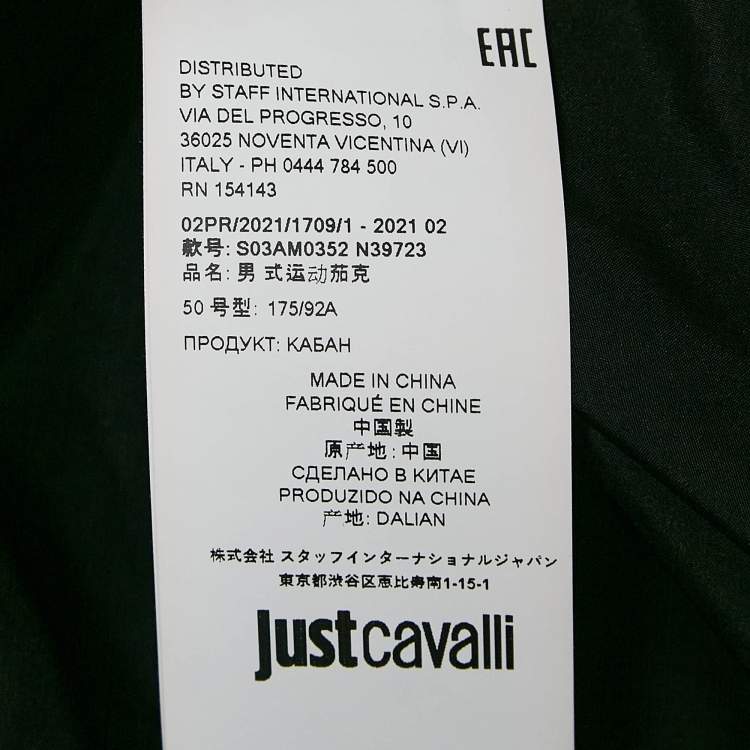 EAC
DISTRIBUTED
BY STAFF INTERNATIONAL S.P.A.
VIA DEL PROGRESSO, 10
36025 NOVENTA VICENTINA (VI)
ITALY - PH 0444 784 500
RN 154143
02PR/2021/1709/1 - 2021 02
款号: S03AM0352 N39723
品名: 男 式运动茄克
50 号型: 175/92A
ПРОДУКТ: КАБАН
MADE IN CHINA
FABRIQUÉ EN CHINE
中国製
原产地: 中国
СДЕЛАНО В КИТАЕ
PRODUZIDO NA CHINA
产地: DALIAN
株式会社 スタッフインターナショナルジャパン
東京都渋谷区恵比寿南1-15-1
justcavalli